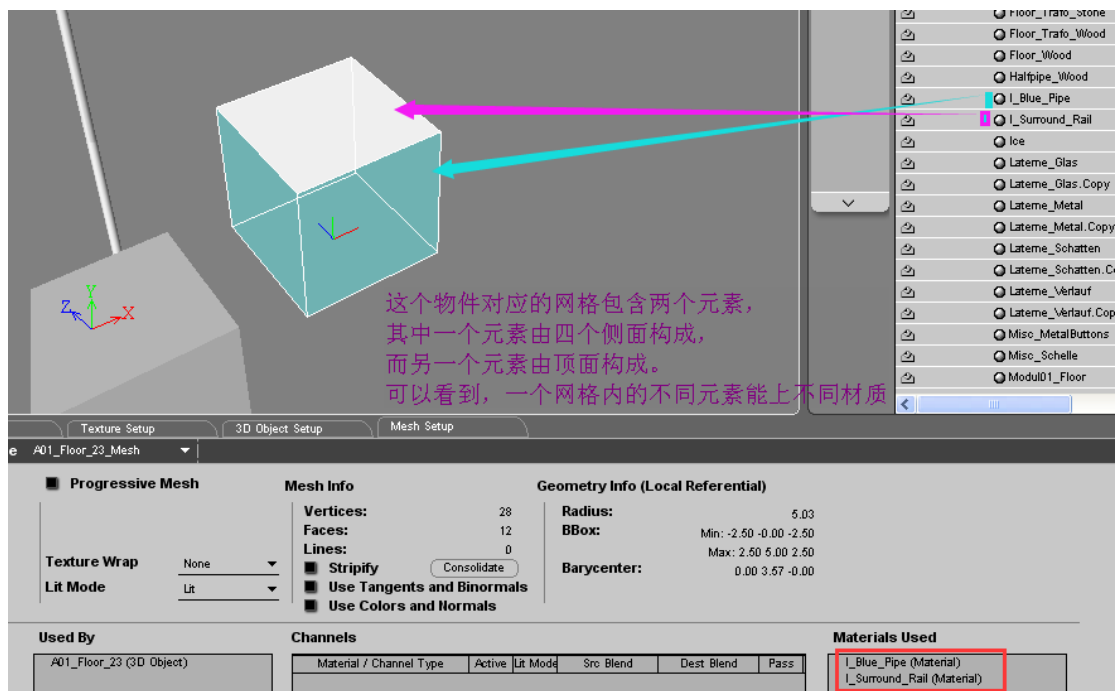 Floor_Trafo_Stone
Floor_Trafo_Wood
Floor_Wood
Halfpipe_Wood
I_Blue_Pipe
I_Surround_Rail
Ice
Laterne_Glas
Laterne_Glas.Copy
Laterne_Metal
Laterne_Metal.Copy
Laterne_Schatten
Laterne_Schatten.C
Laterne_Verlauf
Laterne_Verlauf.Cop
Misc_MetalButtons
Misc_Schelle
Modul01_Floor
Y
Z
X
这个物件对应的网格包含两个元素，
其中一个元素由四个侧面构成，
而另一个元素由顶面构成。
可以看到，一个网格内的不同元素能上不同材质
Texture Setup 3D Object Setup Mesh Setup
e A01_Floor_23_Mesh
Progressive Mesh
Texture Wrap None
Lit Mode Lit
Mesh Info
Vertices: 28
Faces: 12
Lines: 0
Stripify Consolidate
Use Tangents and Binormals
Use Colors and Normals
Geometry Info (Local Referential)
Radius: 5.03
BBox: Min: -2.50 -0.00 -2.50
Max: 2.50 5.00 2.50
Barycenter: 0.00 3.57 -0.00
Used By
A01_Floor_23 (3D Object)
Channels
Material / Channel Type Active Lit Mode Src Blend Dest Blend Pass
Materials Used
I_Blue_Pipe (Material)
I_Surround_Rail (Material)